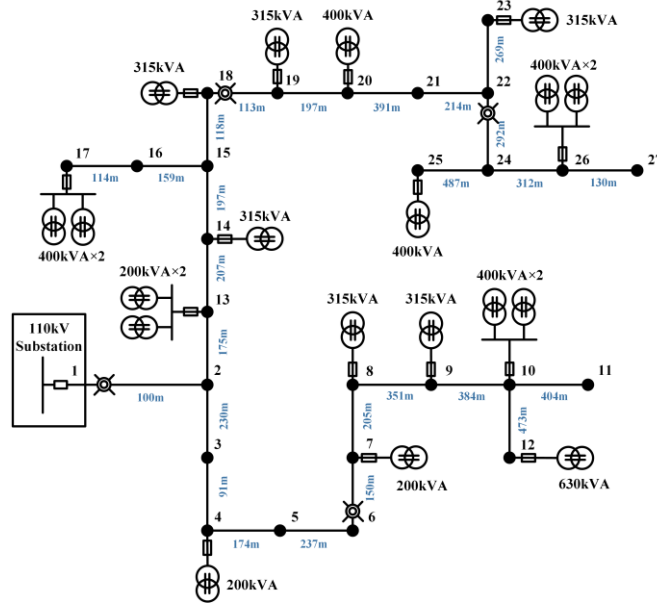 23
315kVA
315kVA
400kVA
269m
400kVA×2
315kVA
18
19
20
21
22
113m
197m
391m
214m
118m
292m
17
16
15
25
24
26
27
114m
159m
487m
312m
130m
197m
400kVA×2
14
315kVA
400kVA
207m
200kVA×2
13
315kVA
315kVA
400kVA×2
110kV
Substation
175m
1
2
8
9
10
11
100m
351m
384m
404m
230m
205m
473m
3
7
12
91m
150m
200kVA
630kVA
4
5
6
174m
237m
200kVA